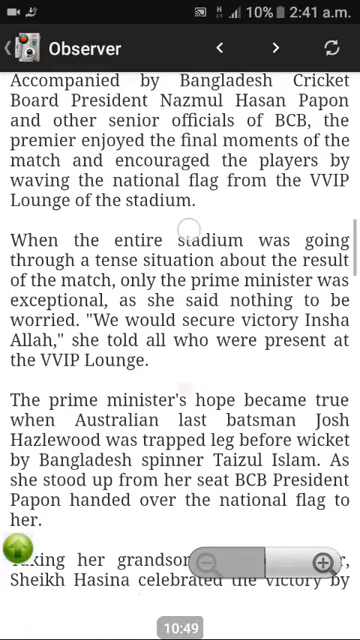 H 10% 2:41 a.m.
Observer
Accompanied by Bangladesh Cricket
Board President Nazmul Hasan Papon
and other senior officials of BCB, the
premier enjoyed the final moments of the
match and encouraged the players by
waving the national flag from the VVIP
Lounge of the stadium.
When the entire stadium was going
through a tense situation about the result
of the match, only the prime minister was
exceptional, as she said nothing to be
worried. "We would secure victory Insha
Allah," she told all who were present at
the VVIP Lounge.
The prime minister's hope became true
when Australian last batsman Josh
Hazlewood was trapped leg before wicket
by Bangladesh spinner Taizul Islam. As
she stood up from her seat BCB President
Papon handed over the national flag to
her.
Taking her grandson
Sheikh Hasina celebrated the victory by
10:49